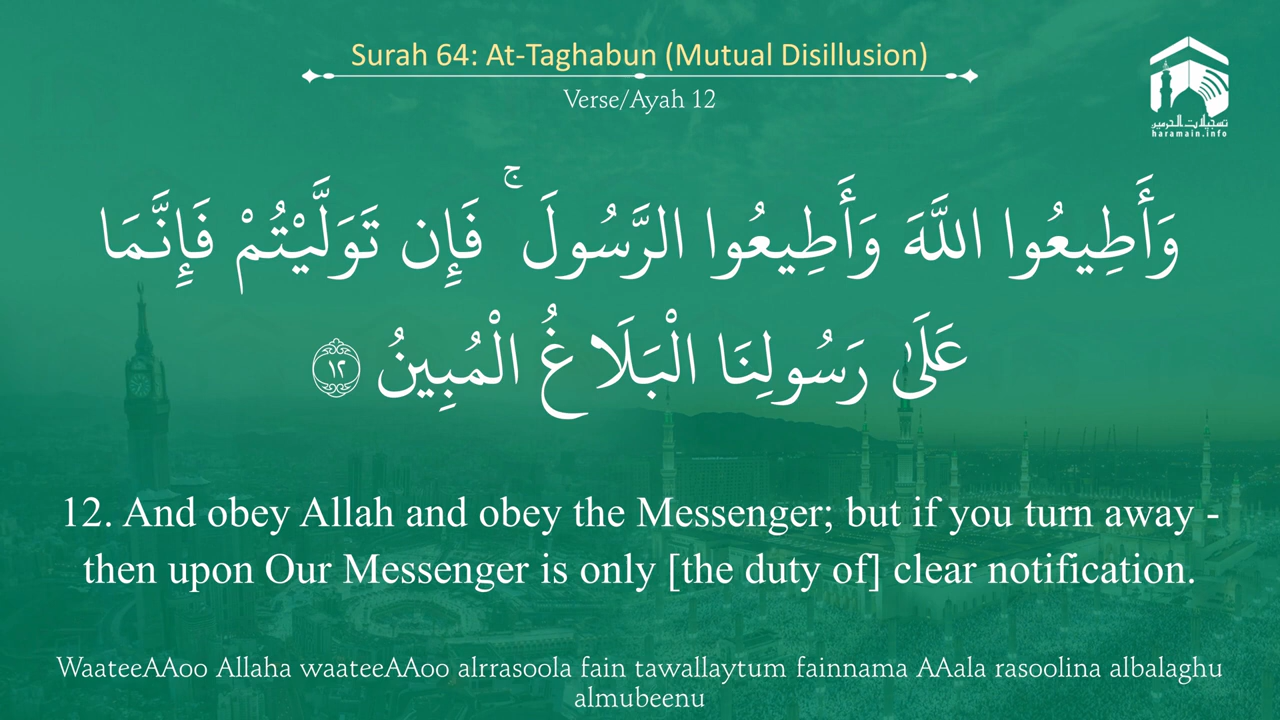 Surah 64: At-Taghabun (Mutual Disillusion)
Verse/Ayah 12
تسجيلات الحرمين
haramain.info
وَأَطِيعُوا اللَّهَ وَأَطِيعُوا الرَّسُولَ ۚ فَإِن تَوَلَّيْتُمْ فَإِنَّمَا
عَلَىٰ رَسُولِنَا الْبَلَاغُ الْمُبِينُ ﴿١٢﴾
12. And obey Allah and obey the Messenger; but if you turn away -
then upon Our Messenger is only [the duty of] clear notification.
WaateeAAoo Allaha waateeAAoo alrrasoola fain tawallaytum fainnama AAala rasoolina albalaghu
almubeenu